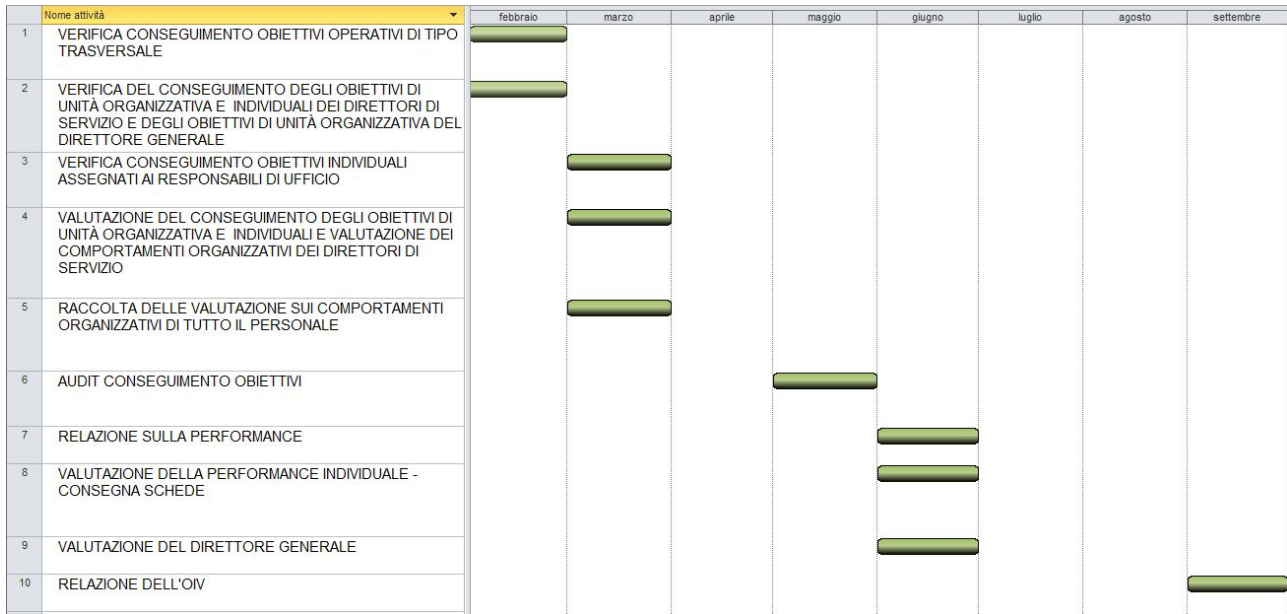 Nome attività
febbraio marzo aprile maggio giugno luglio agosto settembre
1 VERIFICA CONSEGUIMENTO OBIETTIVI OPERATIVI DI TIPO
TRASVERSALE
2 VERIFICA DEL CONSEGUIMENTO DEGLI OBIETTIVI DI
UNITÀ ORGANIZZATIVA E INDIVIDUALI DEI DIRETTORI DI
SERVIZIO E DEGLI OBIETTIVI DI UNITÀ ORGANIZZATIVA DEL
DIRETTORE GENERALE
3 VERIFICA CONSEGUIMENTO OBIETTIVI INDIVIDUALI
ASSEGNATI AI RESPONSABILI DI UFFICIO
4 VALUTAZIONE DEL CONSEGUIMENTO DEGLI OBIETTIVI DI
UNITÀ ORGANIZZATIVA E INDIVIDUALI E VALUTAZIONE DEI
COMPORTAMENTI ORGANIZZATIVI DEI DIRETTORI DI
SERVIZIO
5 RACCOLTA DELLE VALUTAZIONE SUI COMPORTAMENTI
ORGANIZZATIVI DI TUTTO IL PERSONALE
6 AUDIT CONSEGUIMENTO OBIETTIVI
7 RELAZIONE SULLA PERFORMANCE
8 VALUTAZIONE DELLA PERFORMANCE INDIVIDUALE -
CONSEGNA SCHEDE
9 VALUTAZIONE DEL DIRETTORE GENERALE
10 RELAZIONE DELL'OIV